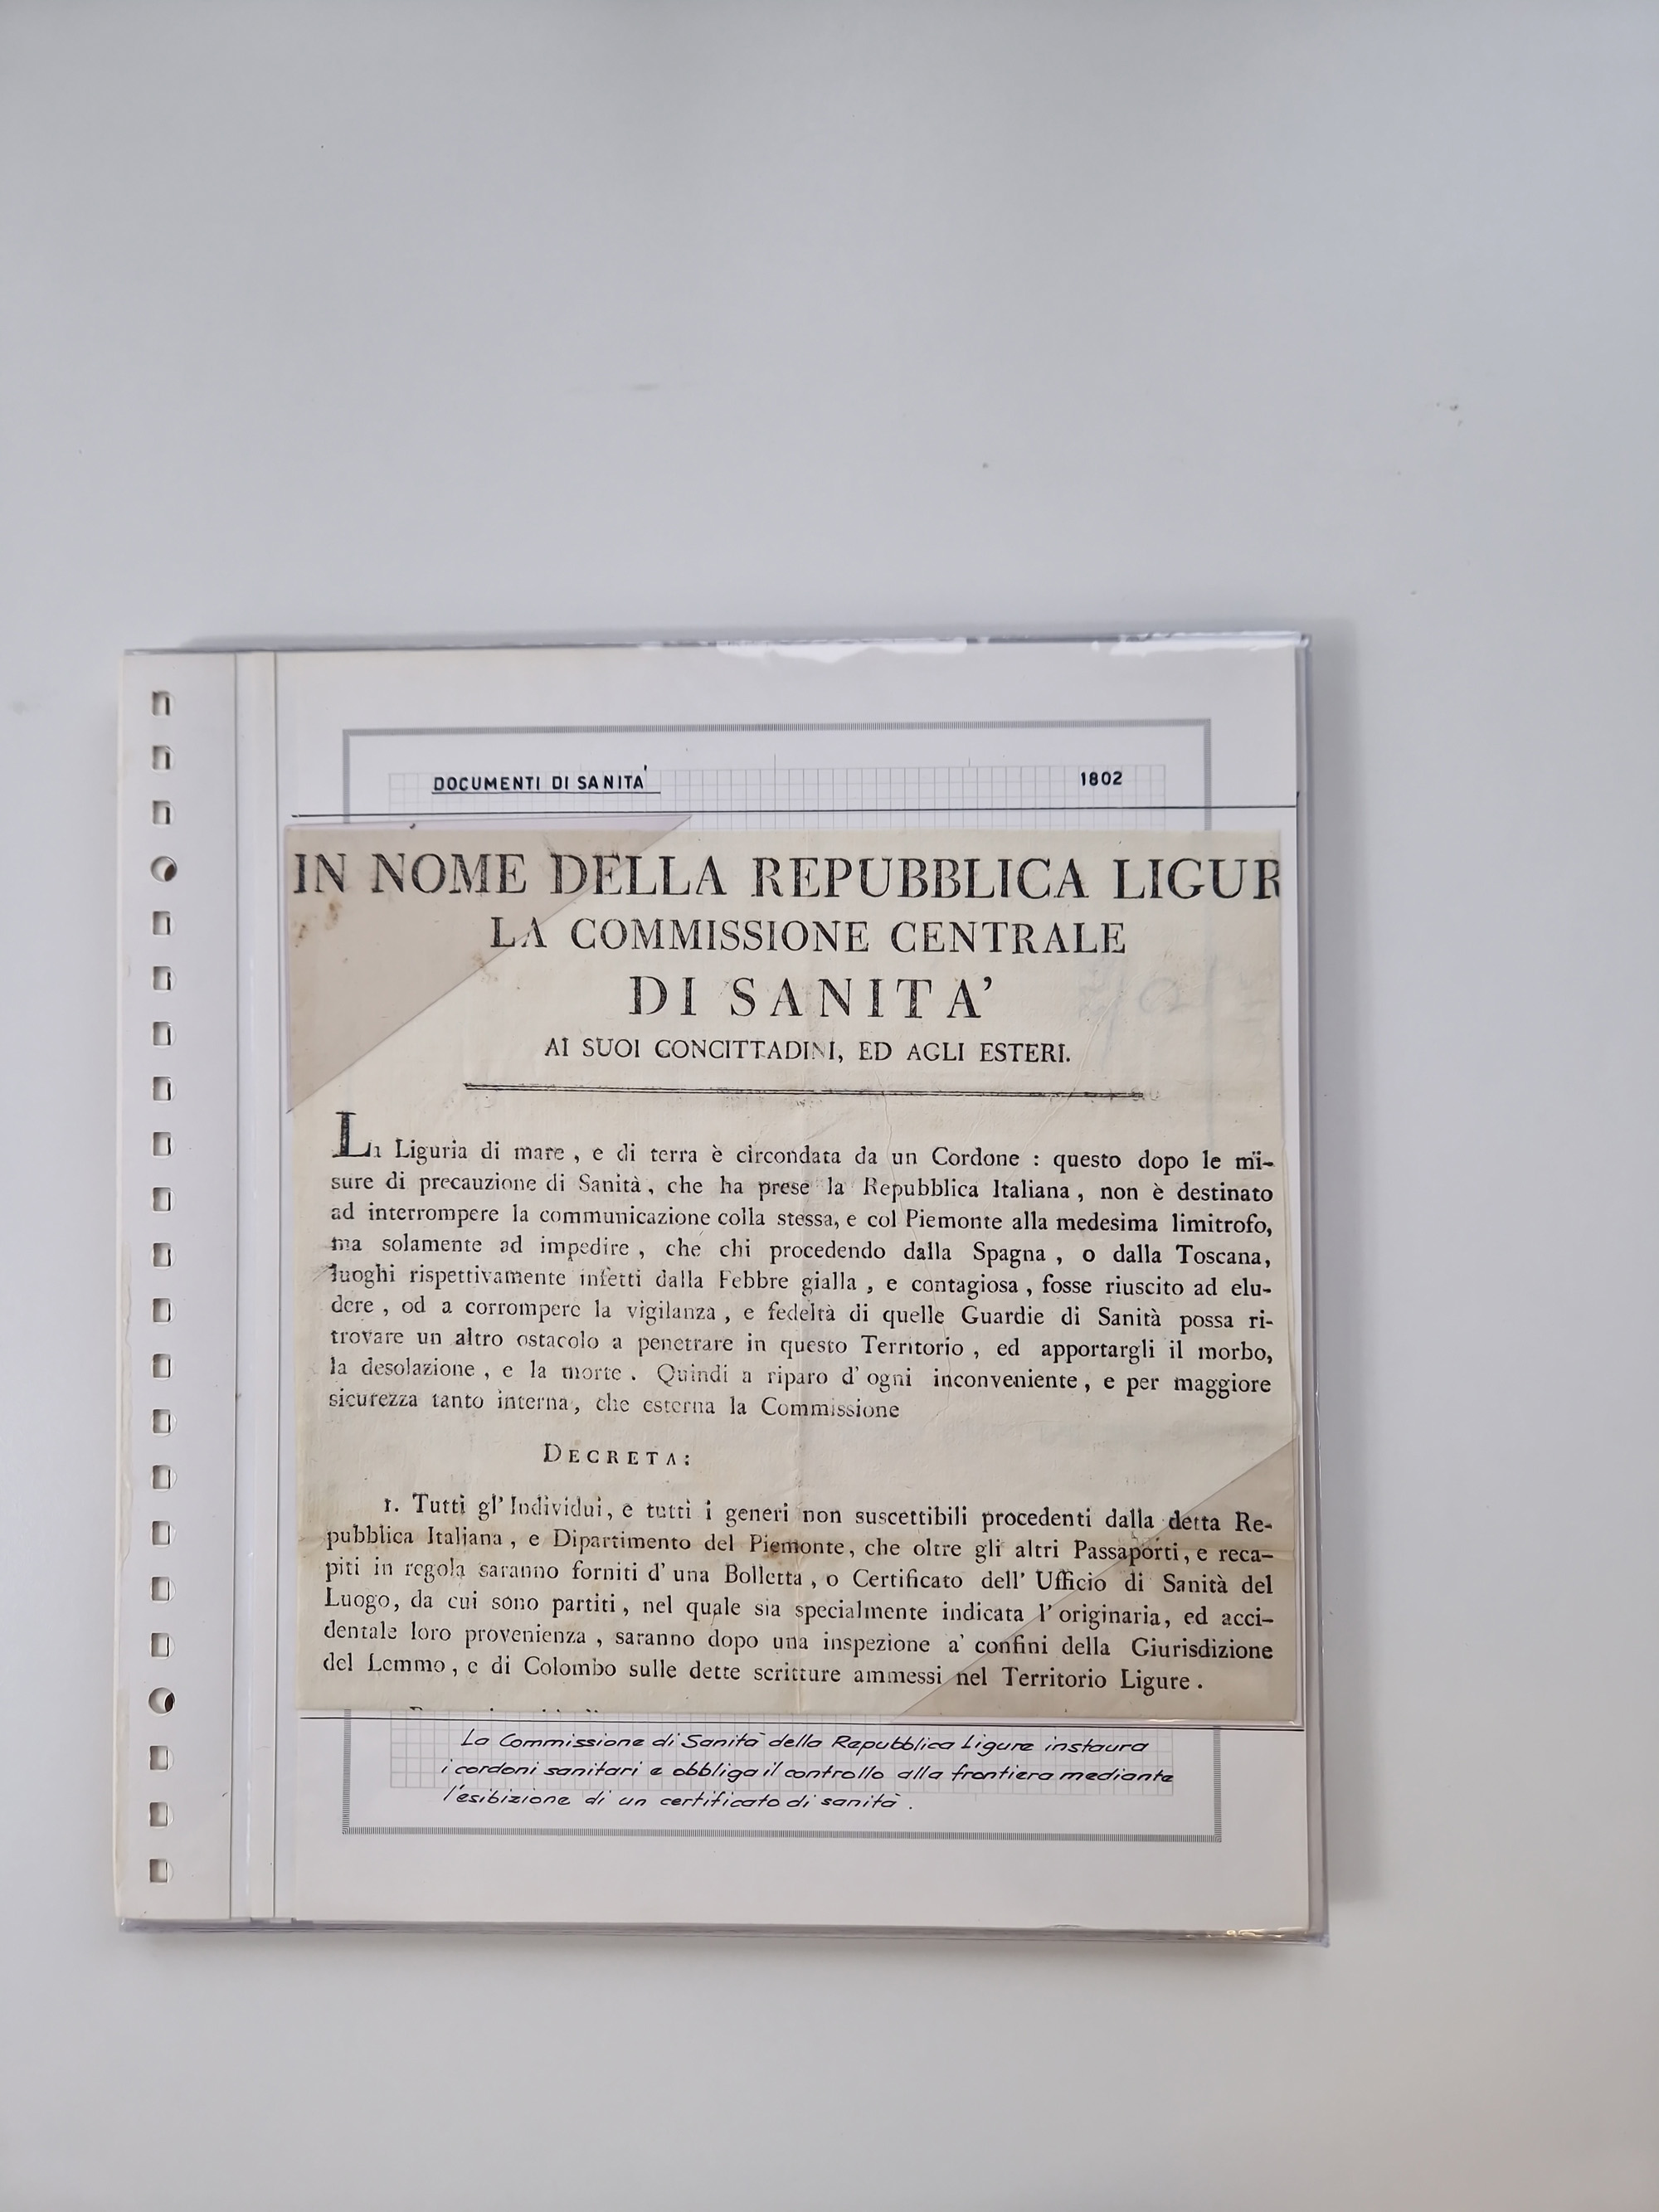 DOCUMENTI DI SANITA'
1802
IN NOME DELLA REPUBBLICA LIGUR
LA COMMISSIONE CENTRALE
DI SANITA'
AI SUOI CONCITTADINI, ED AGLI ESTERI.
La Liguria di mare, e di terra è circondata da un Cordone : questo dopo le mi-
sure di precauzione di Sanità, che ha prese la Repubblica Italiana, non è destinato
ad interrompere la communicazione colla stessa, e col Piemonte alla medesima limitrofo,
ma solamente ad impedire, che chi procedendo dalla Spagna, o dalla Toscana,
luoghi rispettivamente infetti dalla Febbre gialla, e contagiosa, fosse riuscito ad elu-
dere, od a corrompere la vigilanza, e fedeltà di quelle Guardie di Sanità possa ri-
trovare un altro ostacolo a penetrare in questo Territorio, ed apportargli il morbo,
la desolazione, e la morte. Quindi a riparo d'ogni inconveniente, e per maggiore
sicurezza tanto interna, che esterna la Commissione
DECRETA:
1. Tutti gl'Individui, e tutti i generi non suscettibili procedenti dalla detta Re-
pubblica Italiana, e Dipartimento del Piemonte, che oltre gli altri Passaporti, e reca-
piti in regola saranno forniti d'una Bolletta, o Certificato dell'Ufficio di Sanità del
Luogo, da cui sono partiti, nel quale sia specialmente indicata l'originaria, ed acci-
dentale loro provenienza, saranno dopo una inspezione a' confini della Giurisdizione
del Lemmo, e di Colombo sulle dette scritture ammessi nel Territorio Ligure.
La Commissione di Sanità della Repubblica Ligure instaura
i cordoni sanitari e obbliga il controllo alla frontiera mediante
l'esibizione di un certificato di sanità.